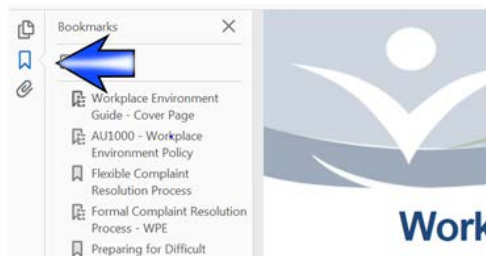 Bookmarks
Workplace Environment
Guide - Cover Page
AU1000 - Workplace
Environment Policy
Flexible Complaint
Resolution Process
Formal Complaint Resolution
Process - WPE
Preparing for Difficult
Work